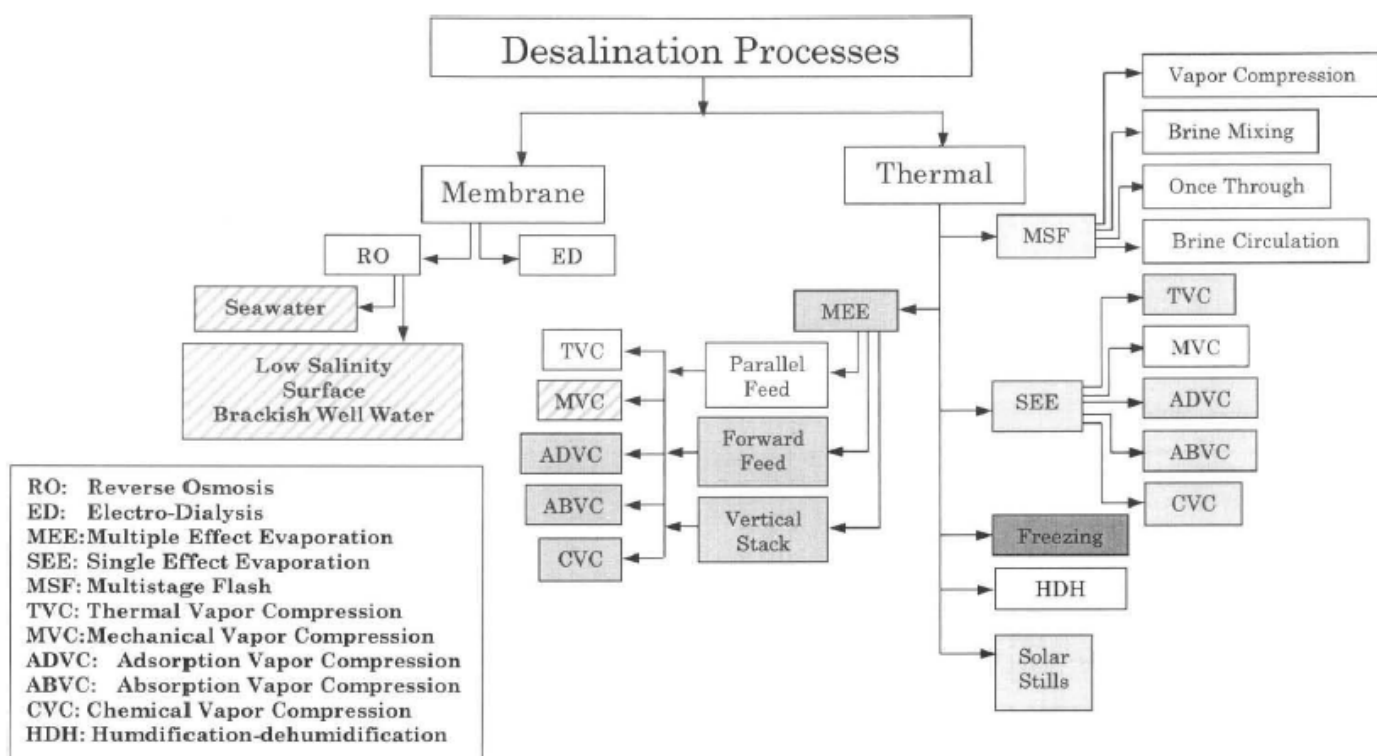 Desalination Processes
Membrane
Thermal
RO
ED
Seawater
Low Salinity
Surface
Brackish Well Water
MSF
Vapor Compression
Brine Mixing
Once Through
Brine Circulation
MEE
Parallel
Feed
Forward
Feed
Vertical
Stack
TVC
MVC
ADVC
ABVC
CVC
SEE
TVC
MVC
ADVC
ABVC
CVC
Freezing
HDH
Solar
Stills
RO: Reverse Osmosis
ED: Electro-Dialysis
MEE:Multiple Effect Evaporation
SEE: Single Effect Evaporation
MSF: Multistage Flash
TVC: Thermal Vapor Compression
MVC:Mechanical Vapor Compression
ADVC: Adsorption Vapor Compression
ABVC: Absorption Vapor Compression
CVC: Chemical Vapor Compression
HDH: Humdification-dehumidification